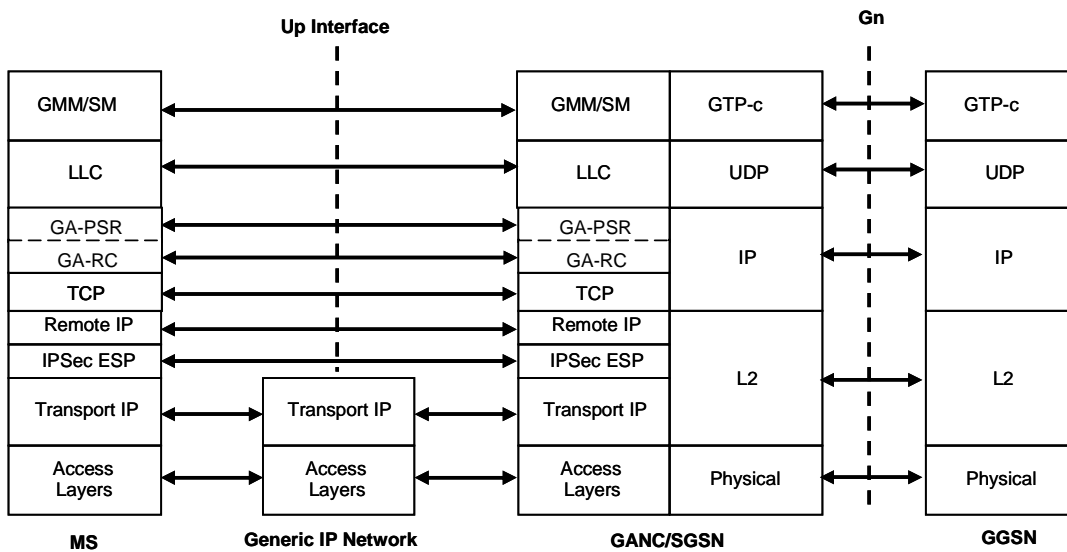 Up Interface
Gn
GMM/SM
GMM/SM
GTP-c
GTP-c
LLC
LLC
UDP
UDP
GA-PSR
GA-PSR
GA-RC
GA-RC
IP
IP
TCP
TCP
Remote IP
Remote IP
IPSec ESP
IPSec ESP
L2
L2
Transport IP
Transport IP
Transport IP
Access
Layers
Access
Layers
Access
Layers
Physical
Physical
MS
Generic IP Network
GANC/SGSN
GGSN